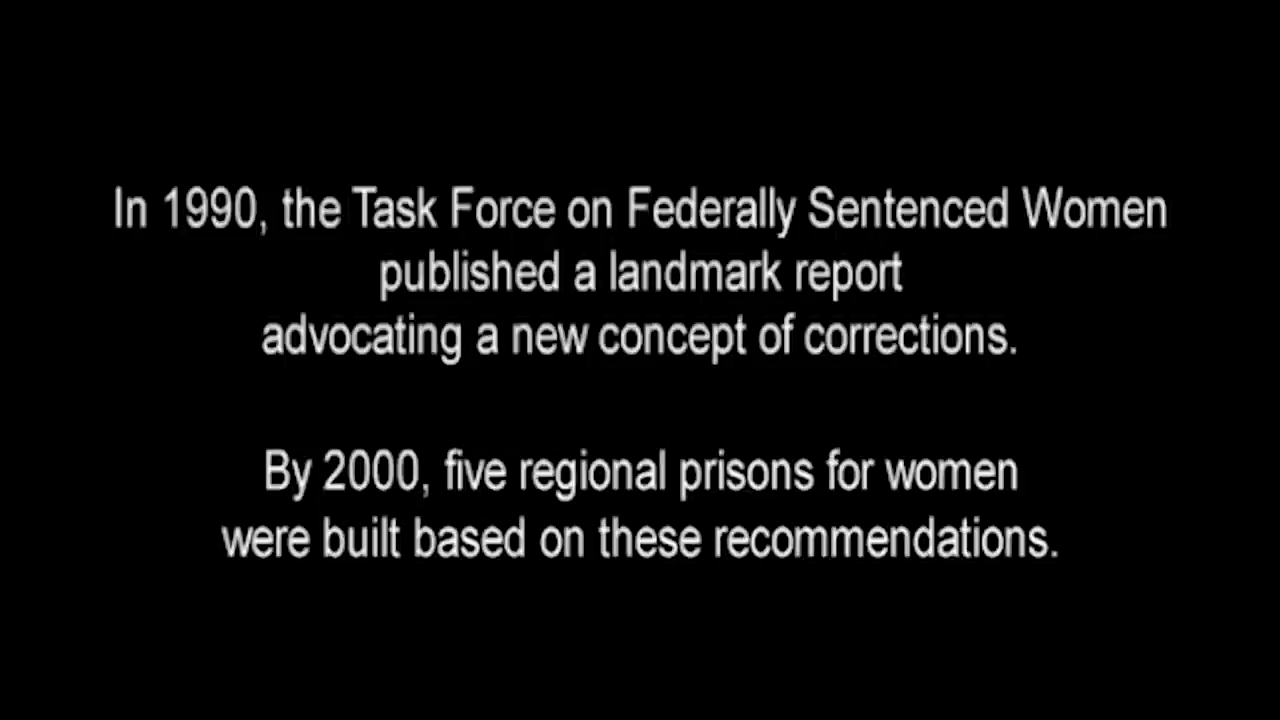 In 1990, the Task Force on Federally Sentenced Women
published a landmark report
advocating a new concept of corrections.
By 2000, five regional prisons for women
were built based on these recommendations.